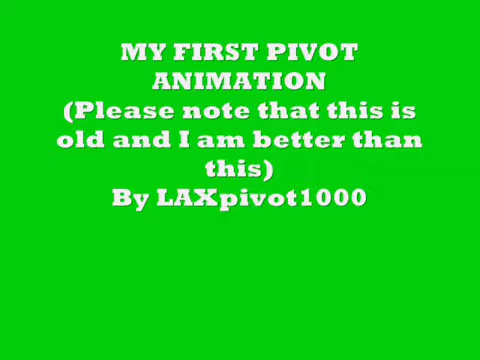 MY FIRST PIVOT
ANIMATION
(Please note that this is
old and I am better than
this)
By LAXpivot1000